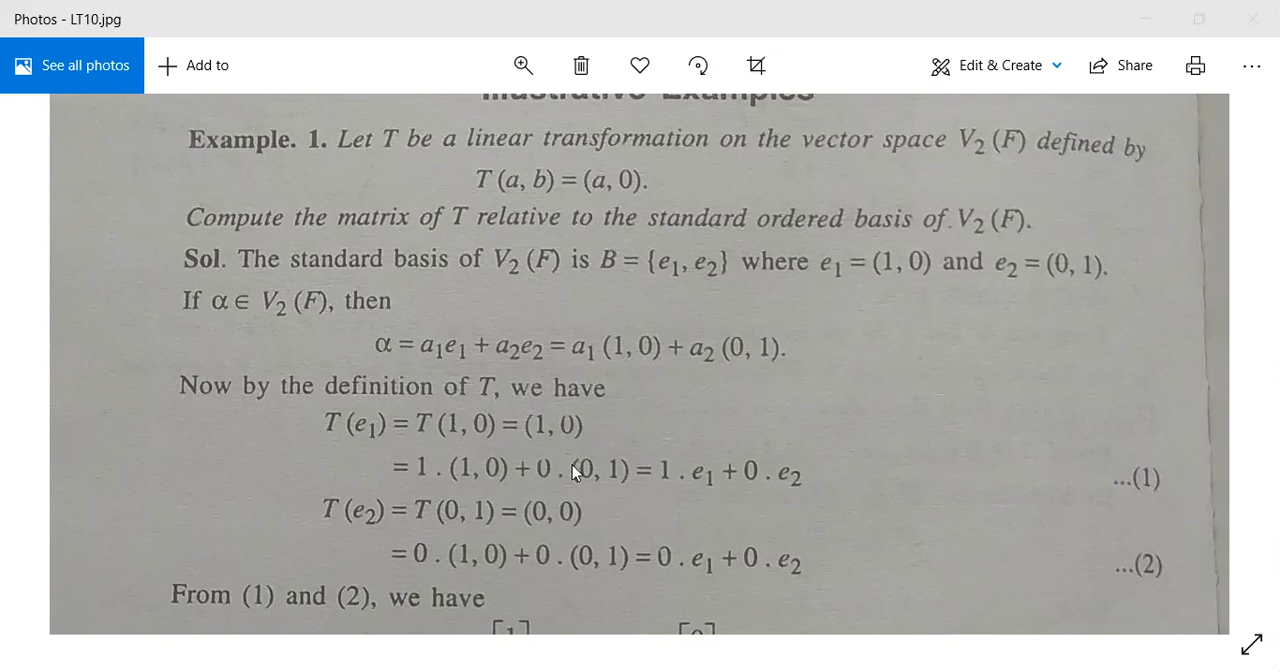 Photos - LT10.jpg
See all photos
Add to
Edit & Create
Share
Illustrative Examples
Example. 1. Let T be a linear transformation on the vector space V₂ (F) defined by
T (a, b) = (a, 0).
Compute the matrix of T relative to the standard ordered basis of V₂ (F).
Sol. The standard basis of V₂ (F) is B = {e₁, e₂} where e₁ = (1, 0) and e₂ = (0, 1).
If α ∈ V₂ (F), then
α = a₁e₁ + a₂e₂ = a₁ (1, 0) + a₂ (0, 1).
Now by the definition of T, we have
T (e₁) = T (1, 0) = (1, 0)
= 1 . (1, 0) + 0 . (0, 1) = 1 . e₁ + 0 . e₂ ...(1)
T (e₂) = T (0, 1) = (0, 0)
= 0 . (1, 0) + 0 . (0, 1) = 0 . e₁ + 0 . e₂ ...(2)
From (1) and (2), we have